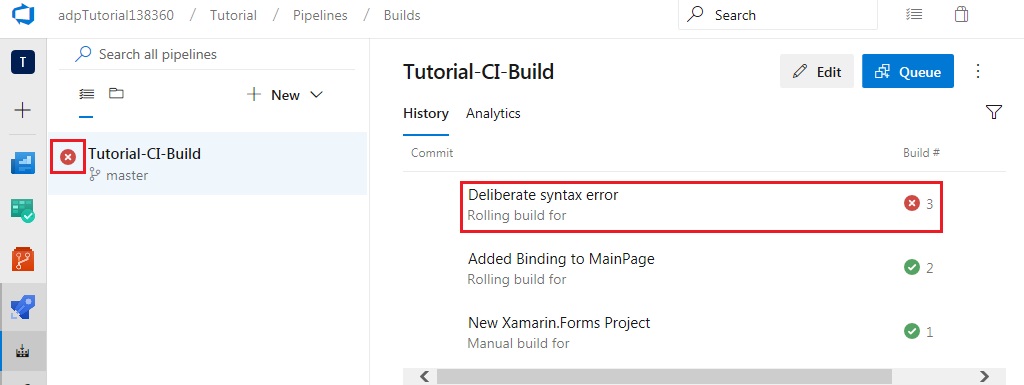 adpTutorial138360 / Tutorial / Pipelines / Builds
Search
T
Search all pipelines
New
Tutorial-CI-Build
master
Tutorial-CI-Build
Edit
Queue
History
Analytics
Commit
Build #
Deliberate syntax error
Rolling build for
3
Added Binding to MainPage
Rolling build for
2
New Xamarin.Forms Project
Manual build for
1